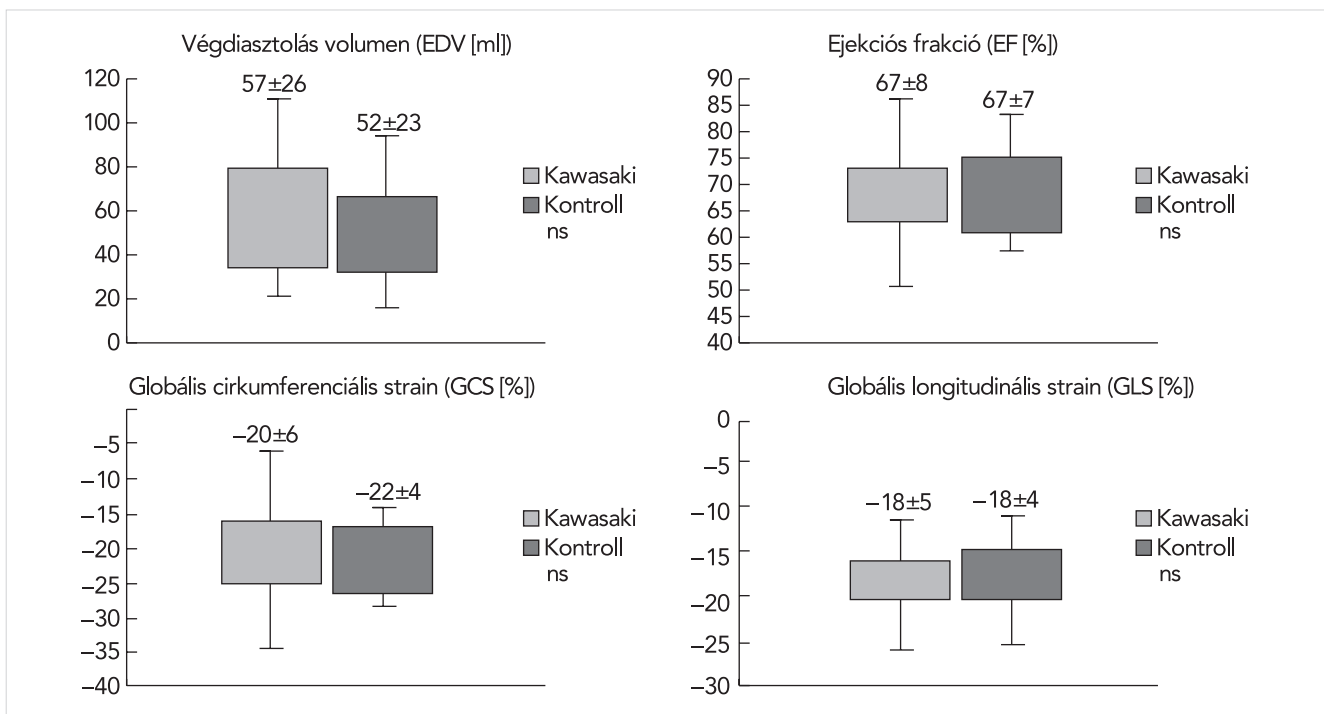 Végdiasztolás volumen (EDV [ml])
120
100
80
60
40
20
0
57±26
52±23
Kawasaki
Kontroll
ns
Ejekciós frakció (EF [%])
90
85
80
75
70
65
60
55
50
45
40
67±8
67±7
Kawasaki
Kontroll
ns
Globális cirkumferenciális strain (GCS [%])
–5
–10
–15
–20
–25
–30
–35
–40
–20±6
–22±4
Kawasaki
Kontroll
ns
Globális longitudinális strain (GLS [%])
0
–5
–10
–15
–20
–25
–30
–18±5
–18±4
Kawasaki
Kontroll
ns